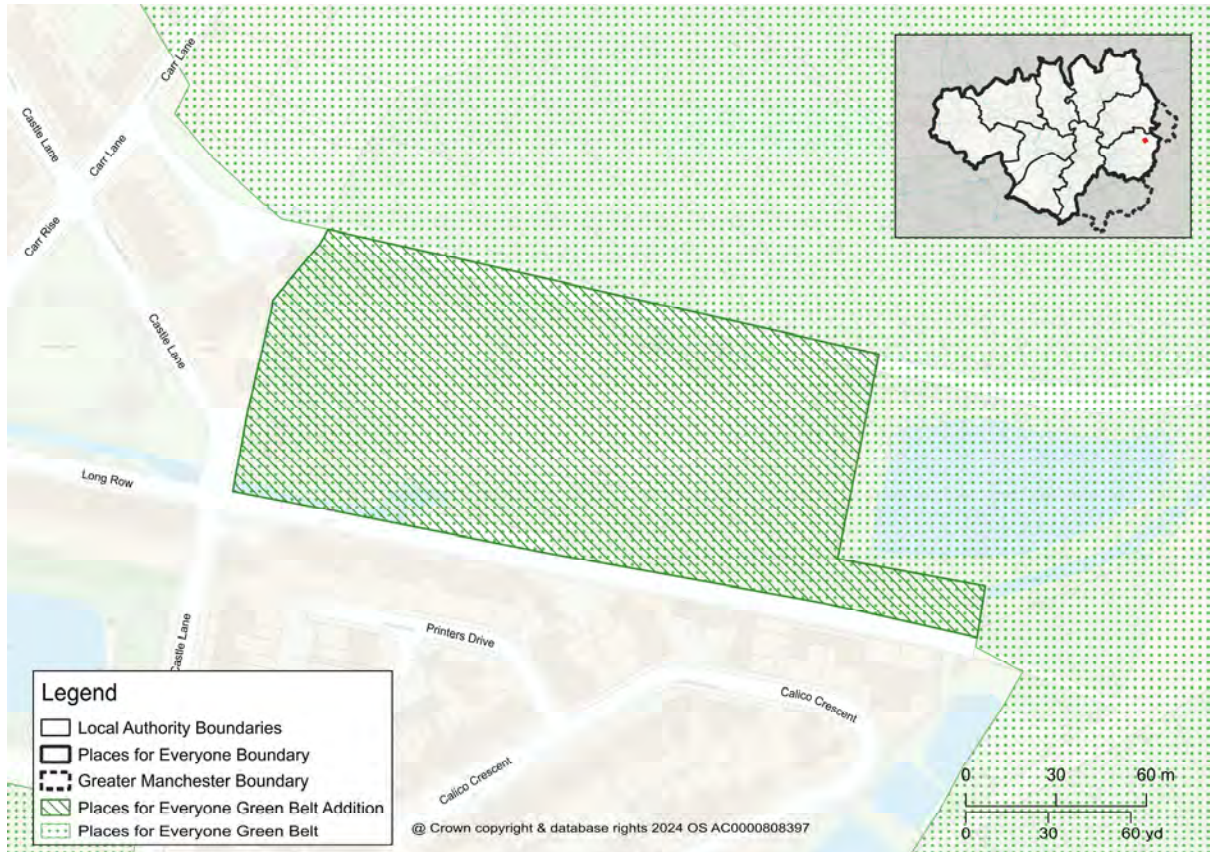 Carr Lane
Castle Lane
Carr Lane
Carr Rise
Castle Lane
Long Row
Castle Lane
Printers Drive
Calico Crescent
Calico Crescent
Legend
Local Authority Boundaries
Places for Everyone Boundary
Greater Manchester Boundary
Places for Everyone Green Belt Addition
Places for Everyone Green Belt
@ Crown copyright & database rights 2024 OS AC0000808397
0 30 60 m
0 30 60 yd